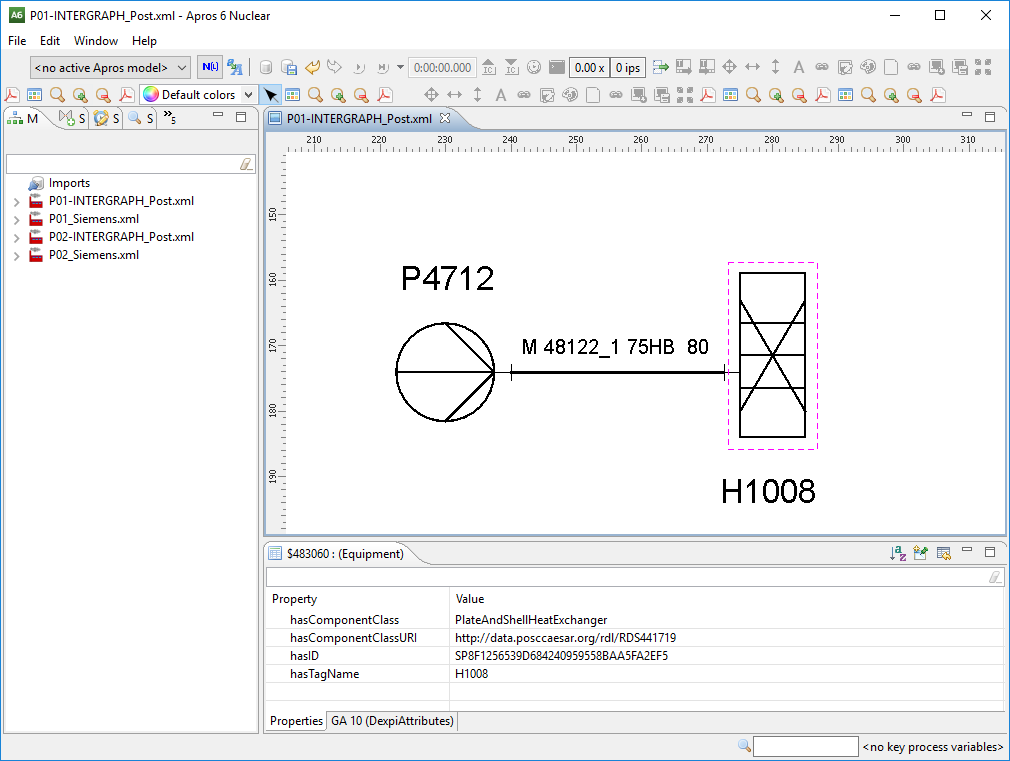 A6 P01-INTERGRAPH_Post.xml - Apros 6 Nuclear
File Edit Window Help
<no active Apros model> N(t) 0:00:00.000 IC IC 0.00 x 0 ips A
Default colors A
M S S S »5
P01-INTERGRAPH_Post.xml
210 220 230 240 250 260 270 280 290 300 310
150
160
170
180
190
Imports
P01-INTERGRAPH_Post.xml
P01_Siemens.xml
P02-INTERGRAPH_Post.xml
P02_Siemens.xml
P4712
M 48122_1 75HB 80
H1008
$483060 : (Equipment)
Property Value
hasComponentClass PlateAndShellHeatExchanger
hasComponentClassURI http://data.posccaesar.org/rdl/RDS441719
hasID SP8F1256539D684240959558BAA5FA2EF5
hasTagName H1008
Properties GA 10 (DexpiAttributes)
<no key process variables>